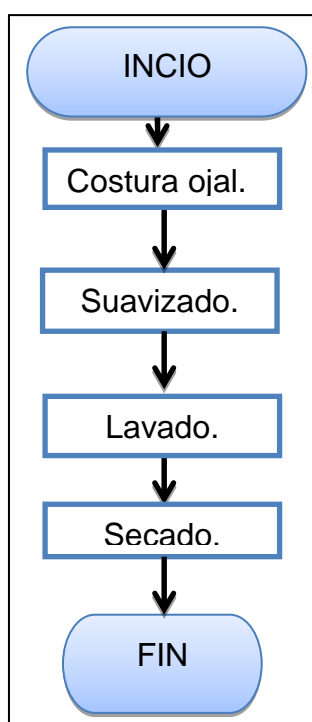 INCIO
Costura ojal.
Suavizado.
Lavado.
Secado.
FIN